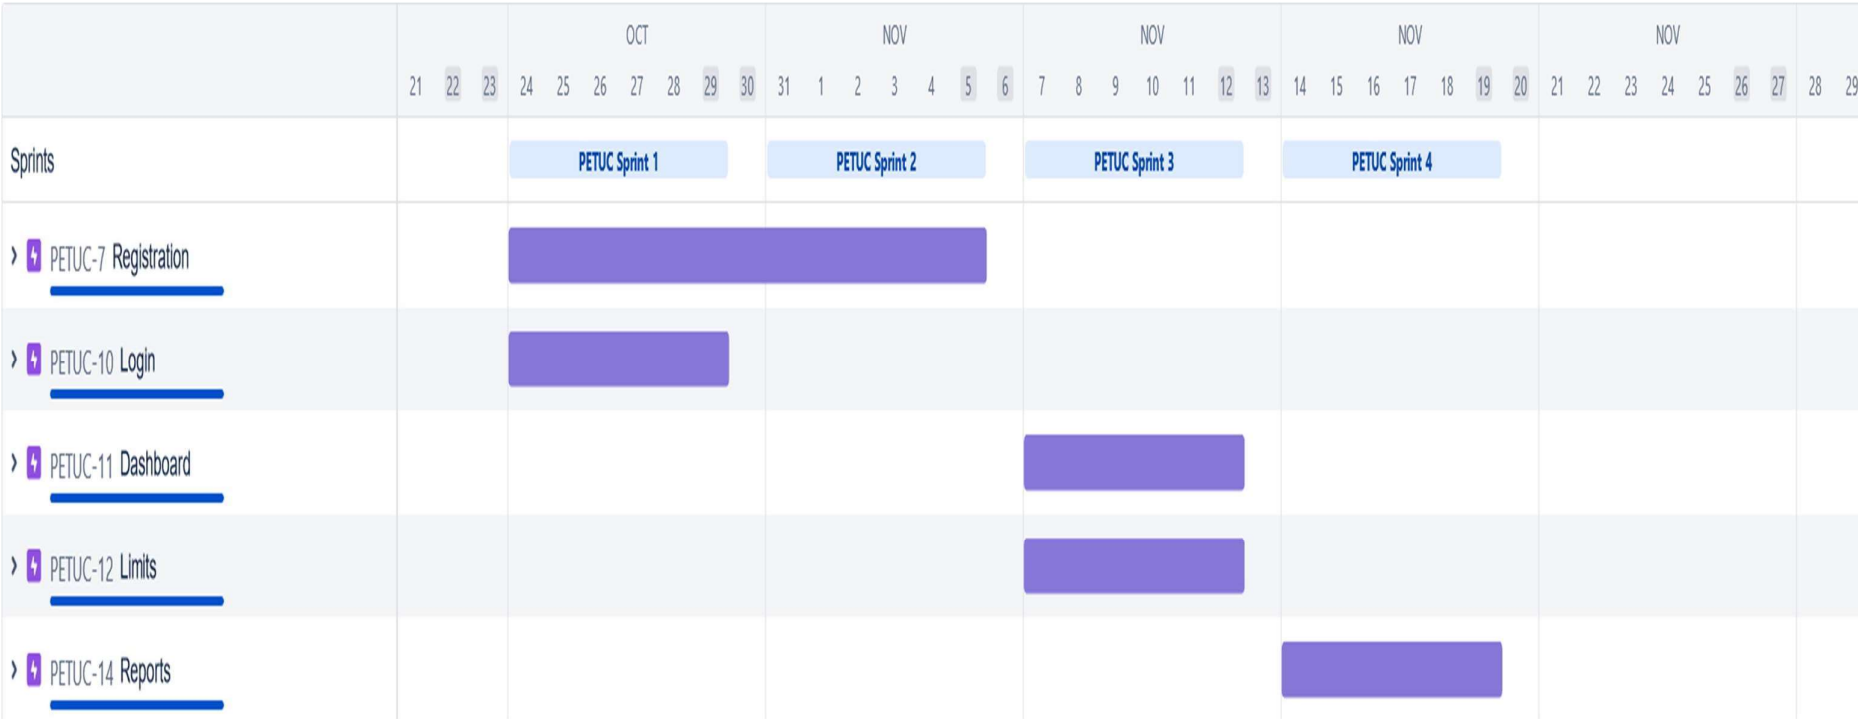 OCT NOV NOV NOV NOV
21 22 23 24 25 26 27 28 29 30 31 1 2 3 4 5 6 7 8 9 10 11 12 13 14 15 16 17 18 19 20 21 22 23 24 25 26 27 28 29
Sprints PETUC Sprint 1 PETUC Sprint 2 PETUC Sprint 3 PETUC Sprint 4
PETUC-7 Registration
PETUC-10 Login
PETUC-11 Dashboard
PETUC-12 Limits
PETUC-14 Reports